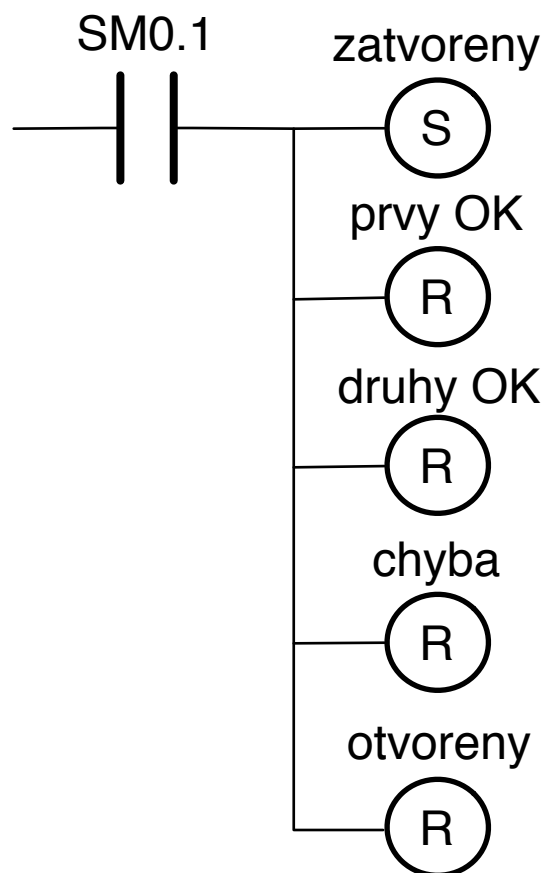 SM0.1
zatvoreny
S
prvy OK
R
druhy OK
R
chyba
R
otvoreny
R